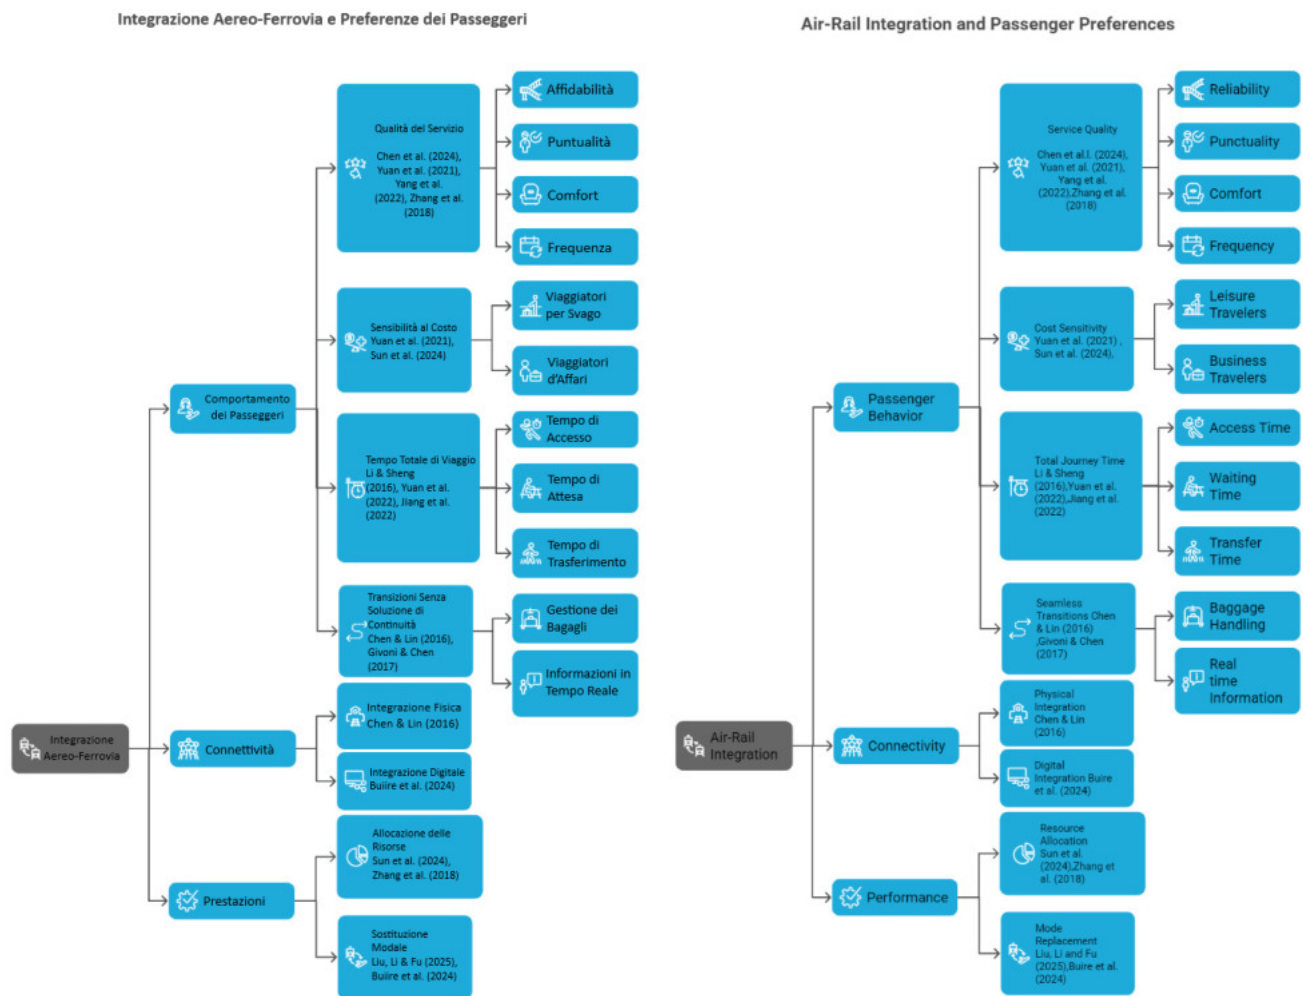 Integrazione Aereo-Ferrovia e Preferenze dei Passeggeri
Affidabilità
Qualità del Servizio
Chen et al. (2024),
Yuan et al. (2021),
Yang et al.
(2022), Zhang et al.
(2018)
Puntualità
Comfort
Frequenza
Sensibilità al Costo
Yuan et al. (2021),
Sun et al. (2024)
Viaggiatori
per Svago
Viaggiatori
d'Affari
Comportamento
dei Passeggeri
Tempo Totale di Viaggio
Li & Sheng
(2016), Yuan et al.
(2022), Jiang et al.
(2022)
Tempo di
Accesso
Tempo di
Attesa
Tempo di
Trasferimento
Transizioni Senza
Soluzione di
Continuità
Chen & Lin (2016),
Givoni & Chen
(2017)
Gestione dei
Bagagli
Informazioni in
Tempo Reale
Integrazione
Aereo-Ferrovia
Connettività
Integrazione Fisica
Chen & Lin (2016)
Integrazione Digitale
Buiire et al. (2024)
Prestazioni
Allocazione delle
Risorse
Sun et al. (2024),
Zhang et al. (2018)
Sostituzione
Modale
Liu, Li & Fu (2025),
Buiire et al. (2024)
Air-Rail Integration and Passenger Preferences
Service Quality
Chen et al.l. (2024),
Yuan et al. (2021),
Yang et al.
(2022),Zhang et al.
(2018)
Reliability
Punctuality
Comfort
Frequency
Cost Sensitivity
Yuan et al. (2021) ,
Sun et al. (2024),
Leisure
Travelers
Business
Travelers
Passenger
Behavior
Total Journey Time
Li & Sheng
(2016),Yuan et al.
(2022),Jiang et al.
(2022)
Access Time
Waiting
Time
Transfer
Time
Seamless
Transitions Chen
& Lin (2016)
,Givoni & Chen
(2017)
Baggage
Handling
Real
time
Information
Air-Rail
Integration
Connectivity
Physical
Integration
Chen & Lin
(2016)
Digital
Integration Buire
et al. (2024)
Performance
Resource
Allocation
Sun et al.
(2024),Zhang et
al. (2018)
Mode
Replacement
Liu, Li and Fu
(2025),Buire et al.
(2024)